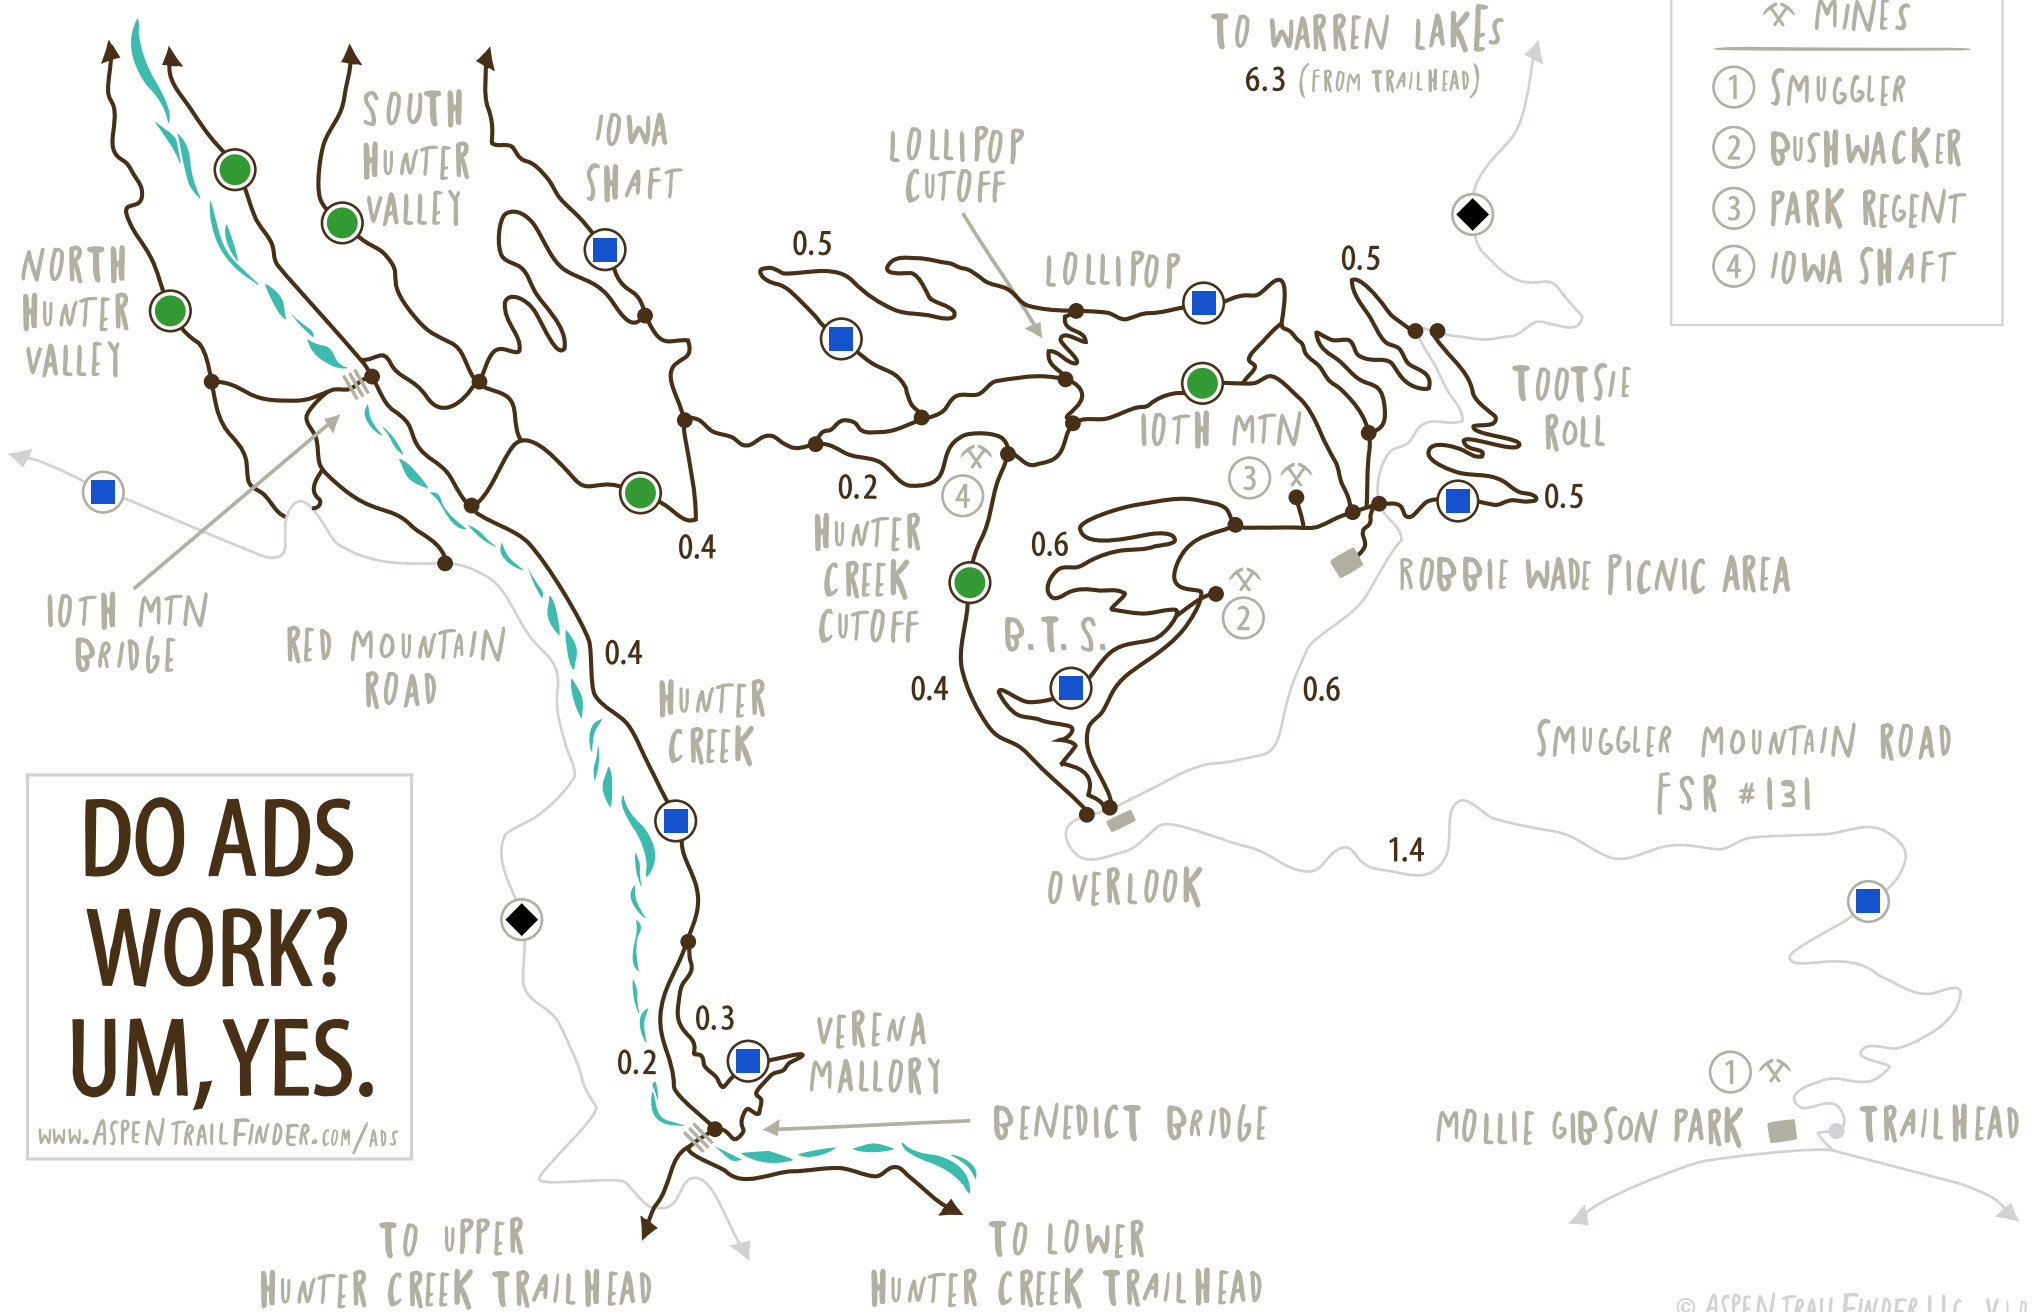 TO WARREN LAKES
6.3 (FROM TRAILHEAD)
MINES
1 SMUGGLER
2 BUSHWACKER
3 PARK REGENT
4 IOWA SHAFT
SOUTH
HUNTER
VALLEY
IOWA
SHAFT
LOLLIPOP
CUTOFF
NORTH
HUNTER
VALLEY
0.5
LOLLIPOP
0.5
TOOTSIE
ROLL
10TH MTN
3
0.2
4
0.5
0.4
HUNTER
CREEK
CUTOFF
0.6
ROBBIE WADE PICNIC AREA
2
B.T.S.
10TH MTN
BRIDGE
RED MOUNTAIN
ROAD
0.4
HUNTER
CREEK
0.4
0.6
SMUGGLER MOUNTAIN ROAD
FSR #131
1.4
OVERLOOK
DO ADS
WORK?
UM, YES.
WWW.ASPENTRAILFINDER.COM/ADS
0.3
0.2
VERENA
MALLORY
BENEDICT BRIDGE
1
MOLLIE GIBSON PARK
TRAILHEAD
TO UPPER
HUNTER CREEK TRAILHEAD
TO LOWER
HUNTER CREEK TRAILHEAD
© ASPENTRAILFINDER LLC. V.1.0